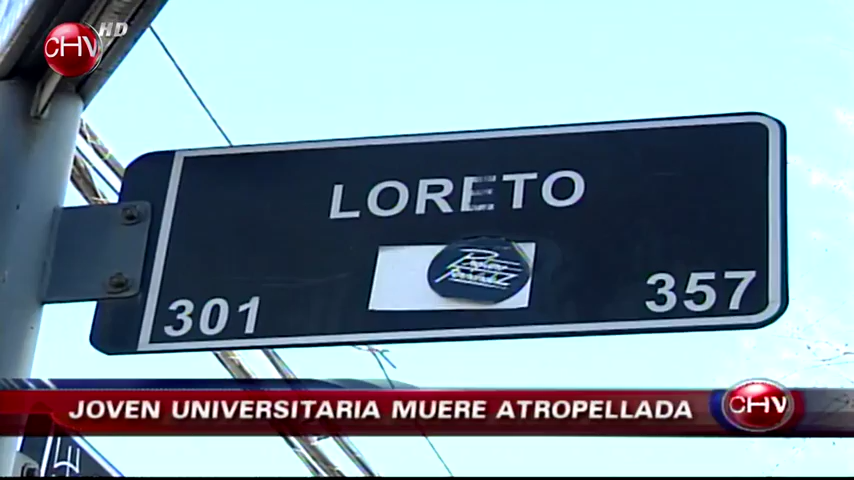 CHV HD
LORETO
301
357
JOVEN UNIVERSITARIA MUERE ATROPELLADA
CHV